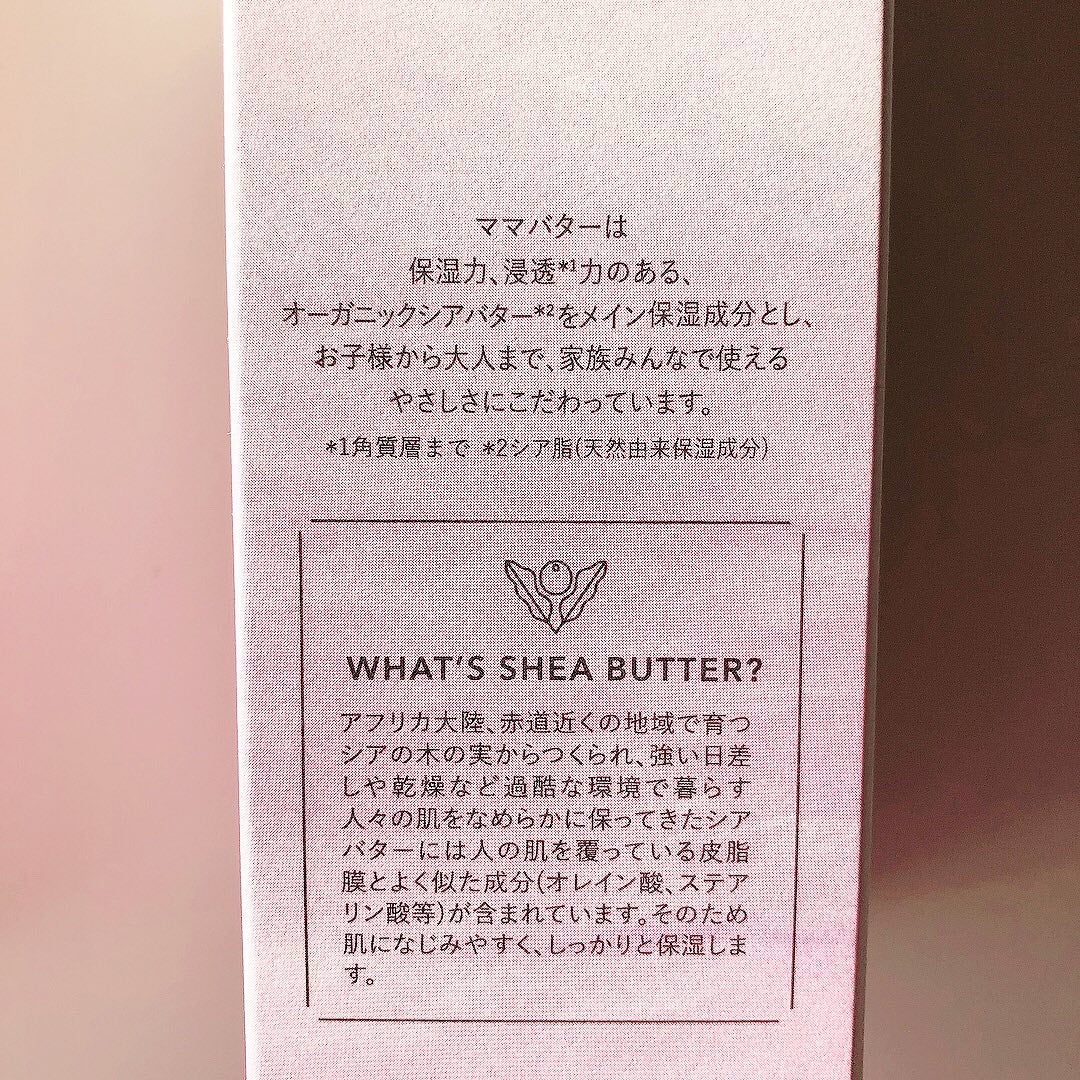 ママバターは
保湿力、浸透*1力のある、
オーガニックシアバター*2をメイン保湿成分とし、
お子様から大人まで、家族みんなで使える
やさしさにこだわっています。
*1角質層まで *2シア脂(天然由来保湿成分)
WHAT'S SHEA BUTTER?
アフリカ大陸、赤道近くの地域で育つ
シアの木の実からつくられ、強い日差
しや乾燥など過酷な環境で暮らす
人々の肌をなめらかに保ってきたシア
バターには人の肌を覆っている皮脂
膜とよく似た成分(オレイン酸、ステア
リン酸等)が含まれています。そのため
肌になじみやすく、しっかりと保湿しま
す。